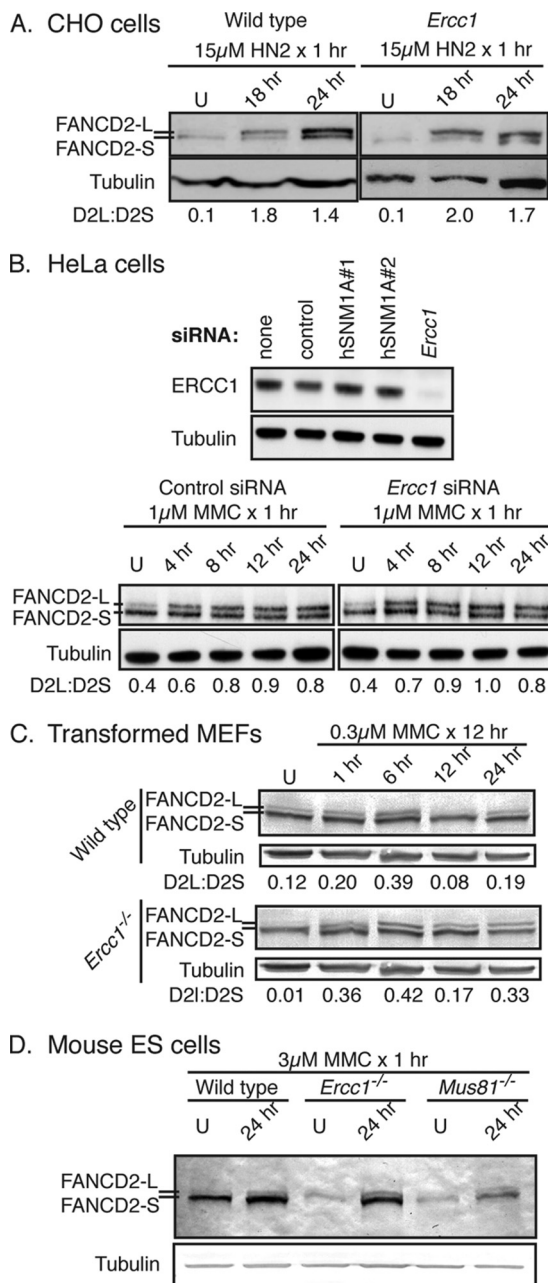 A. CHO cells
Wild type
Ercc1
15μM HN2 x 1 hr
15μM HN2 x 1 hr
U 18 hr 24 hr U 18 hr 24 hr
FANCD2-L
FANCD2-S
Tubulin
D2L:D2S 0.1 1.8 1.4 0.1 2.0 1.7
B. HeLa cells
siRNA: none control hSNM1A#1 hSNM1A#2 Ercc1
ERCC1
Tubulin
Control siRNA
Ercc1 siRNA
1μM MMC x 1 hr
1μM MMC x 1 hr
U 4 hr 8 hr 12 hr 24 hr U 4 hr 8 hr 12 hr 24 hr
FANCD2-L
FANCD2-S
Tubulin
D2L:D2S 0.4 0.6 0.8 0.9 0.8 0.4 0.7 0.9 1.0 0.8
C. Transformed MEFs
0.3μM MMC x 12 hr
U 1 hr 6 hr 12 hr 24 hr
Wild type
FANCD2-L
FANCD2-S
Tubulin
D2L:D2S 0.12 0.20 0.39 0.08 0.19
Ercc1-/-
FANCD2-L
FANCD2-S
Tubulin
D2l:D2S 0.01 0.36 0.42 0.17 0.33
D. Mouse ES cells
3μM MMC x 1 hr
Wild type Ercc1-/- Mus81-/-
U 24 hr U 24 hr U 24 hr
FANCD2-L
FANCD2-S
Tubulin